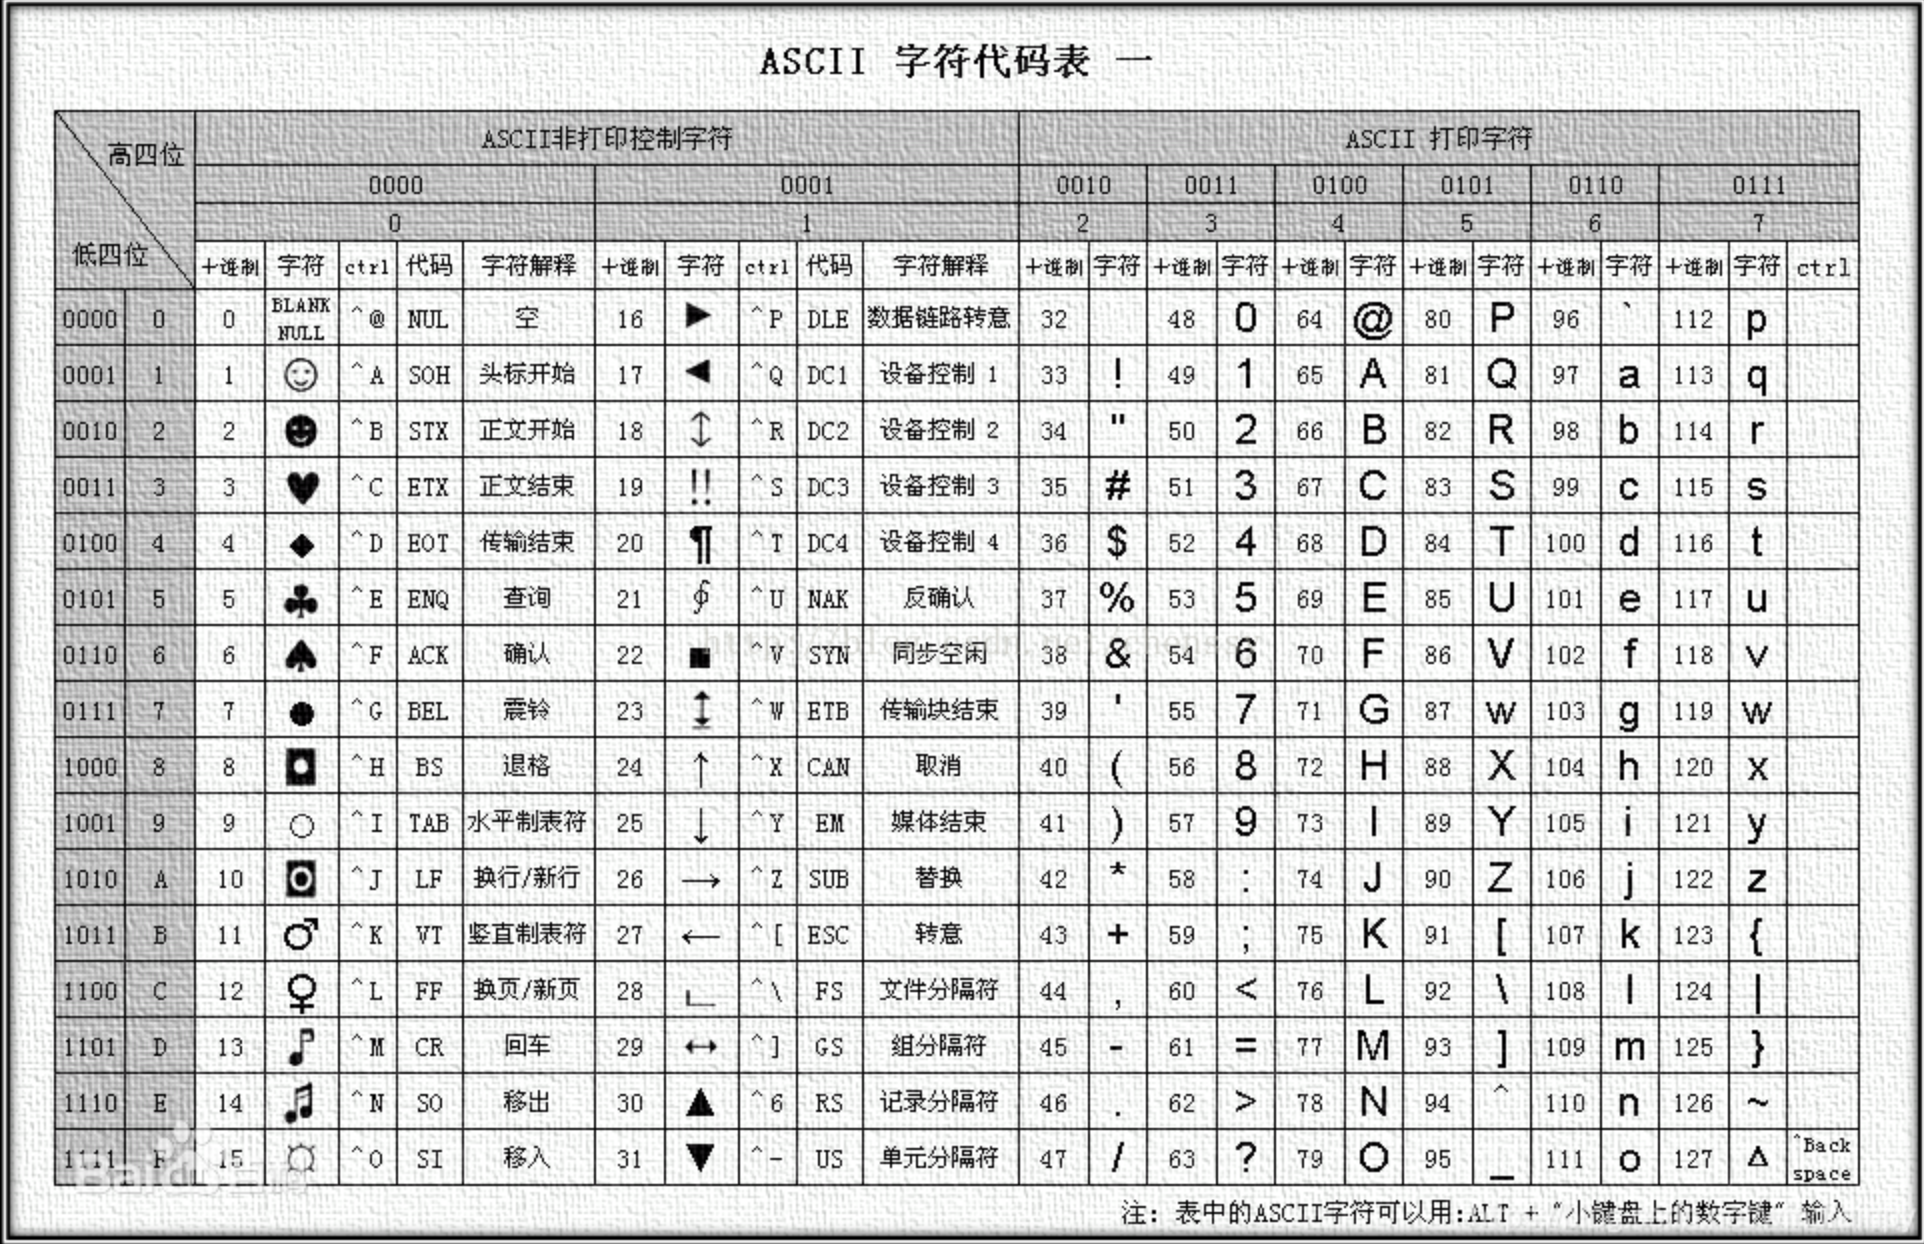 ASCII 字符代码表 一
高四位 ASCII非打印控制字符 ASCII 打印字符
0000 0001 0010 0011 0100 0101 0110 0111
0 1 2 3 4 5 6 7
低四位
十进制 字符 ctrl 代码 字符解释 十进制 字符 ctrl 代码 字符解释 十进制 字符 十进制 字符 十进制 字符 十进制 字符 十进制 字符 十进制 字符 ctrl
0000 0 0 BLANK NULL ^@ NUL 空 16 ► ^P DLE 数据链路转意 32 48 0 64 @ 80 P 96 ` 112 p
0001 1 1 ☺ ^A SOH 头标开始 17 ◄ ^Q DC1 设备控制 1 33 ! 49 1 65 A 81 Q 97 a 113 q
0010 2 2 ☻ ^B STX 正文开始 18 ↕ ^R DC2 设备控制 2 34 " 50 2 66 B 82 R 98 b 114 r
0011 3 3 ♥ ^C ETX 正文结束 19 !! ^S DC3 设备控制 3 35 # 51 3 67 C 83 S 99 c 115 s
0100 4 4 ◆ ^D EOT 传输结束 20 ¶ ^T DC4 设备控制 4 36 $ 52 4 68 D 84 T 100 d 116 t
0101 5 5 ♣ ^E ENQ 查询 21 ∮ ^U NAK 反确认 37 % 53 5 69 E 85 U 101 e 117 u
0110 6 6 ♠ ^F ACK 确认 22 ■ ^V SYN 同步空闲 38 & 54 6 70 F 86 V 102 f 118 v
0111 7 7 ● ^G BEL 震铃 23 ↨ ^W ETB 传输块结束 39 ' 55 7 71 G 87 w 103 g 119 w
1000 8 8 ◘ ^H BS 退格 24 ↑ ^X CAN 取消 40 ( 56 8 72 H 88 X 104 h 120 x
1001 9 9 ○ ^I TAB 水平制表符 25 ↓ ^Y EM 媒体结束 41 ) 57 9 73 I 89 Y 105 i 121 y
1010 A 10 ◙ ^J LF 换行/新行 26 → ^Z SUB 替换 42 * 58 : 74 J 90 Z 106 j 122 z
1011 B 11 ♂ ^K VT 竖直制表符 27 ← ^[ ESC 转意 43 + 59 ; 75 K 91 [ 107 k 123 {
1100 C 12 ♀ ^L FF 换页/新页 28 ∟ ^\ FS 文件分隔符 44 , 60 < 76 L 92 \ 108 l 124 |
1101 D 13 ♪ ^M CR 回车 29 ↔ ^] GS 组分隔符 45 - 61 = 77 M 93 ] 109 m 125 }
1110 E 14 ♫ ^N SO 移出 30 ▲ ^6 RS 记录分隔符 46 . 62 > 78 N 94 ^ 110 n 126 ~
1111 F 15 ☼ ^O SI 移入 31 ▼ ^- US 单元分隔符 47 / 63 ? 79 O 95 _ 111 o 127 Δ ^Back space
注: 表中的ASCII字符可以用:ALT + "小键盘上的数字键" 输入
Baidu百科